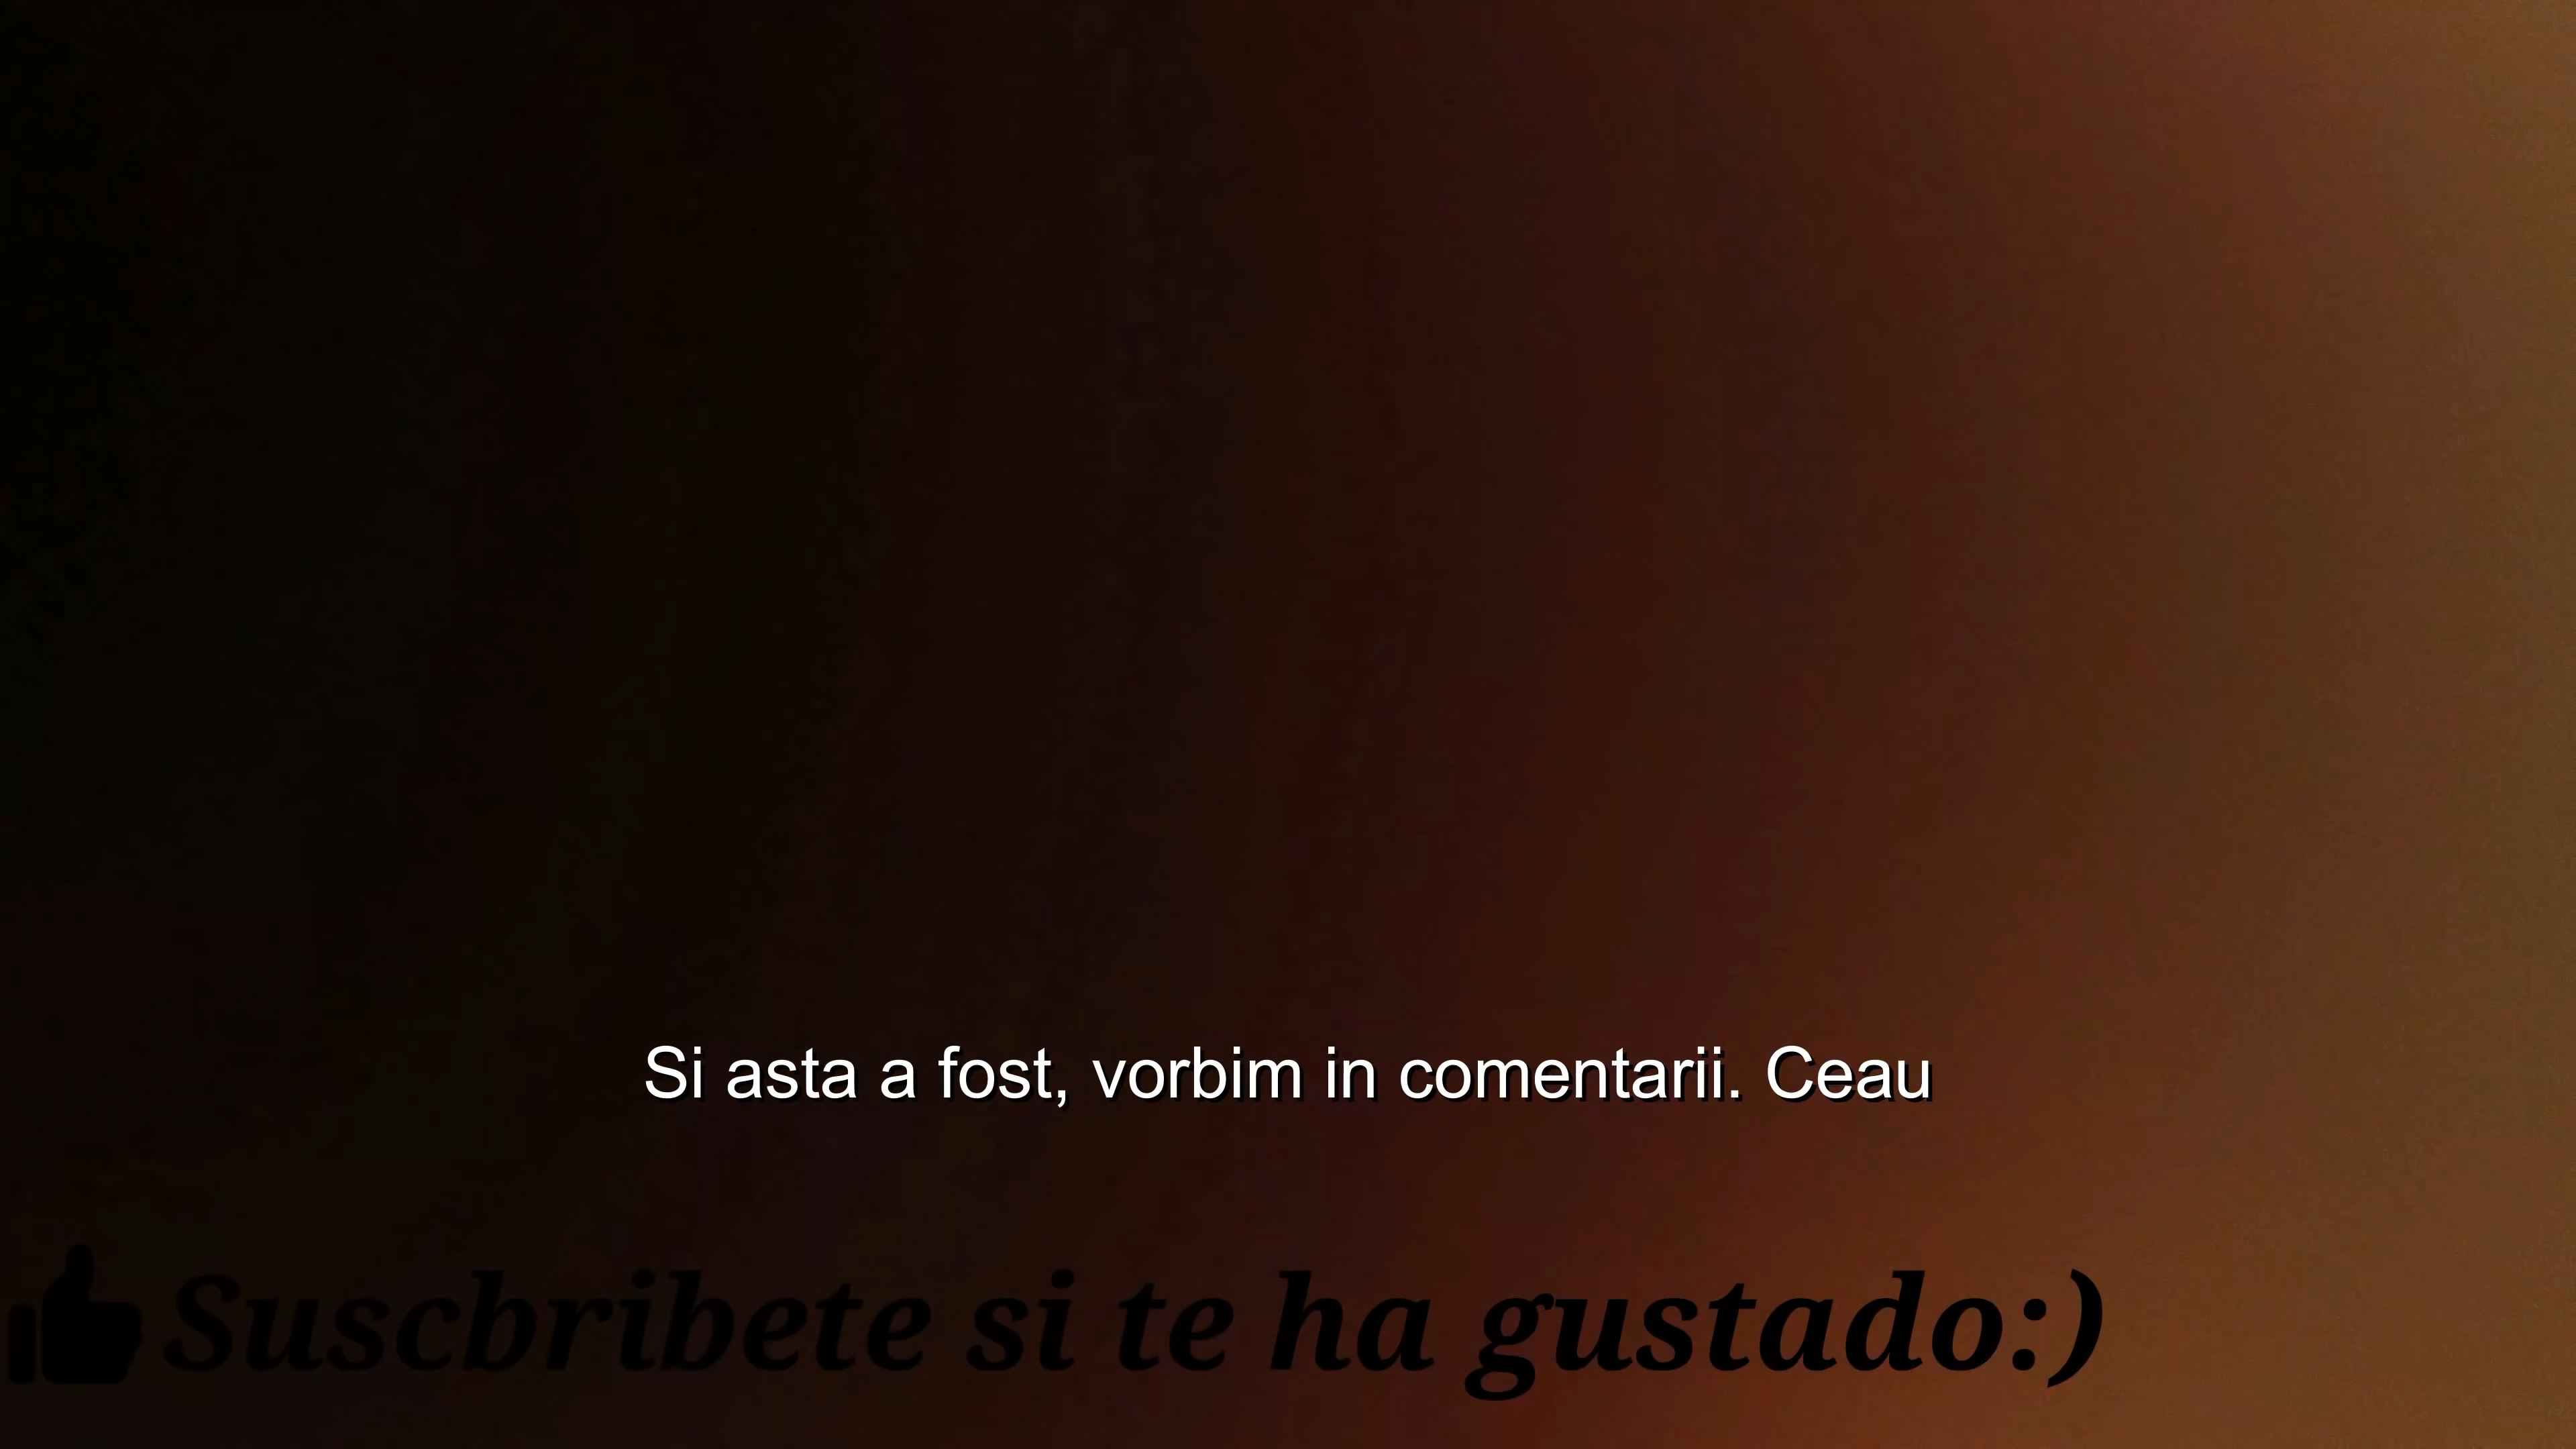 Si asta a fost, vorbim in comentarii. Ceau
Suscbribete si te ha gustado:)